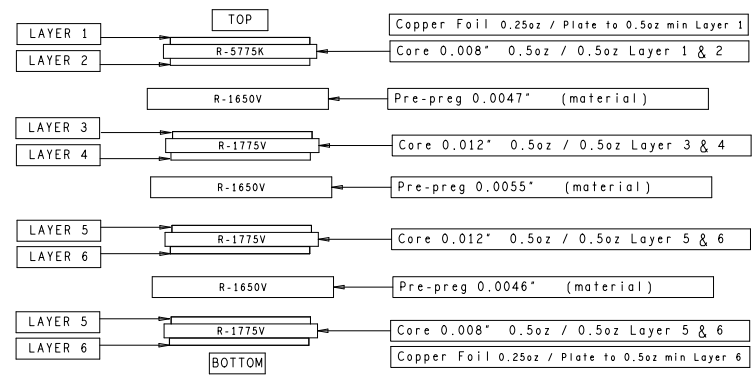 TOP
Copper Foil 0.25oz / Plate to 0.5oz min Layer 1
LAYER 1
R-5775K
Core 0.008" 0.5oz / 0.5oz Layer 1 & 2
LAYER 2
R-1650V
Pre-preg 0.0047" (material)
LAYER 3
R-1775V
Core 0.012" 0.5oz / 0.5oz Layer 3 & 4
LAYER 4
R-1650V
Pre-preg 0.0055" (material)
LAYER 5
R-1775V
Core 0.012" 0.5oz / 0.5oz Layer 5 & 6
LAYER 6
R-1650V
Pre-preg 0.0046" (material)
LAYER 5
R-1775V
Core 0.008" 0.5oz / 0.5oz Layer 5 & 6
LAYER 6
BOTTOM
Copper Foil 0.25oz / Plate to 0.5oz min Layer 6